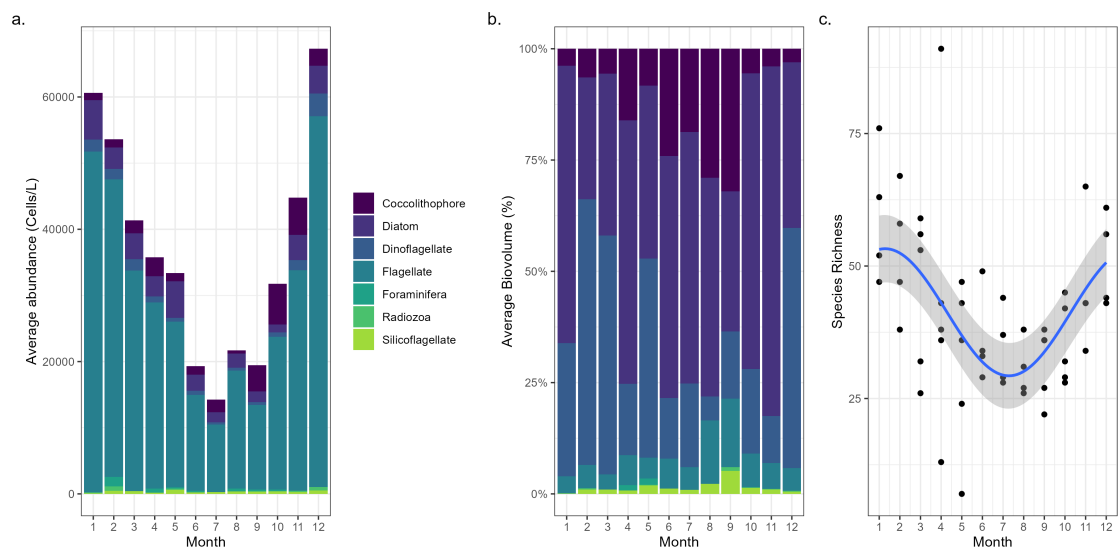 a.
Average abundance (Cells/L)
60000
40000
20000
0
1 2 3 4 5 6 7 8 9 10 11 12
Month
Coccolithophore
Diatom
Dinoflagellate
Flagellate
Foraminifera
Radiozoa
Silicoflagellate
b.
Average Biovolume (%)
100%
75%
50%
25%
0%
1 2 3 4 5 6 7 8 9 10 11 12
Month
c.
Species Richness
75
50
25
1 2 3 4 5 6 7 8 9 10 11 12
Month